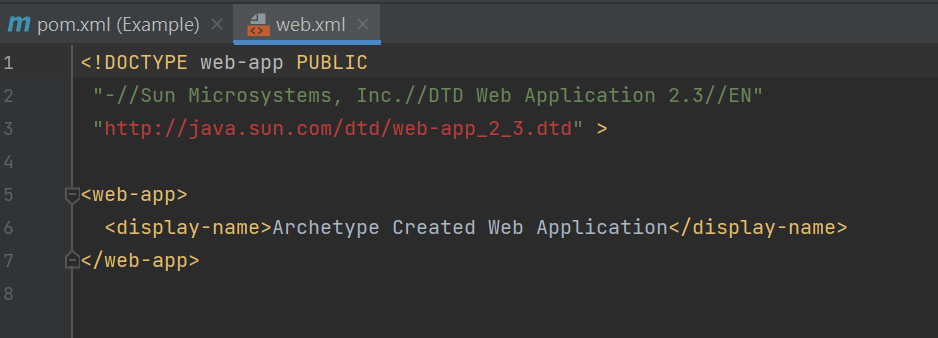 m pom.xml (Example) × web.xml ×
1 <!DOCTYPE web-app PUBLIC
2 "-//Sun Microsystems, Inc.//DTD Web Application 2.3//EN"
3 "http://java.sun.com/dtd/web-app_2_3.dtd" >
4
5 <web-app>
6 <display-name>Archetype Created Web Application</display-name>
7 </web-app>
8